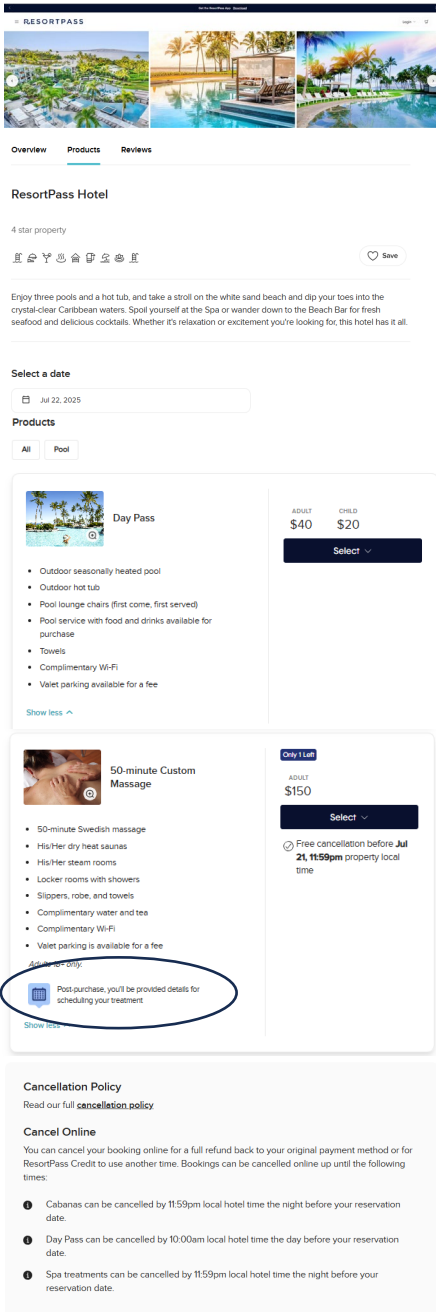 Get the ResortPass App Download
RESORTPASS
Login
Overview
Products
Reviews
ResortPass Hotel
4 star property
Save
Enjoy three pools and a hot tub, and take a stroll on the white sand beach and dip your toes into the
crystal-clear Caribbean waters. Spoil yourself at the Spa or wander down to the Beach Bar for fresh
seafood and delicious cocktails. Whether it's relaxation or excitement you're looking for, this hotel has it all.
Select a date
Jul 22, 2025
Products
All
Pool
Day Pass
ADULT CHILD
$40 $20
Select
• Outdoor seasonally heated pool
• Outdoor hot tub
• Pool lounge chairs (first come, first served)
• Pool service with food and drinks available for
purchase
• Towels
• Complimentary Wi-Fi
• Valet parking available for a fee
Show less
50-minute Custom
Massage
Only 1 Left
ADULT
$150
Select
Free cancellation before Jul
21, 11:59pm property local
time
• 50-minute Swedish massage
• His/Her dry heat saunas
• His/Her steam rooms
• Locker rooms with showers
• Slippers, robe, and towels
• Complimentary water and tea
• Complimentary Wi-Fi
• Valet parking is available for a fee
Adults 18+ only.
Post-purchase, you'll be provided details for
scheduling your treatment
Show less
Cancellation Policy
Read our full cancellation policy
Cancel Online
You can cancel your booking online for a full refund back to your original payment method or for
ResortPass Credit to use another time. Bookings can be cancelled online up until the following
times:
Cabanas can be cancelled by 11:59pm local hotel time the night before your reservation
date.
Day Pass can be cancelled by 10:00am local hotel time the day before your reservation
date.
Spa treatments can be cancelled by 11:59pm local hotel time the night before your
reservation date.